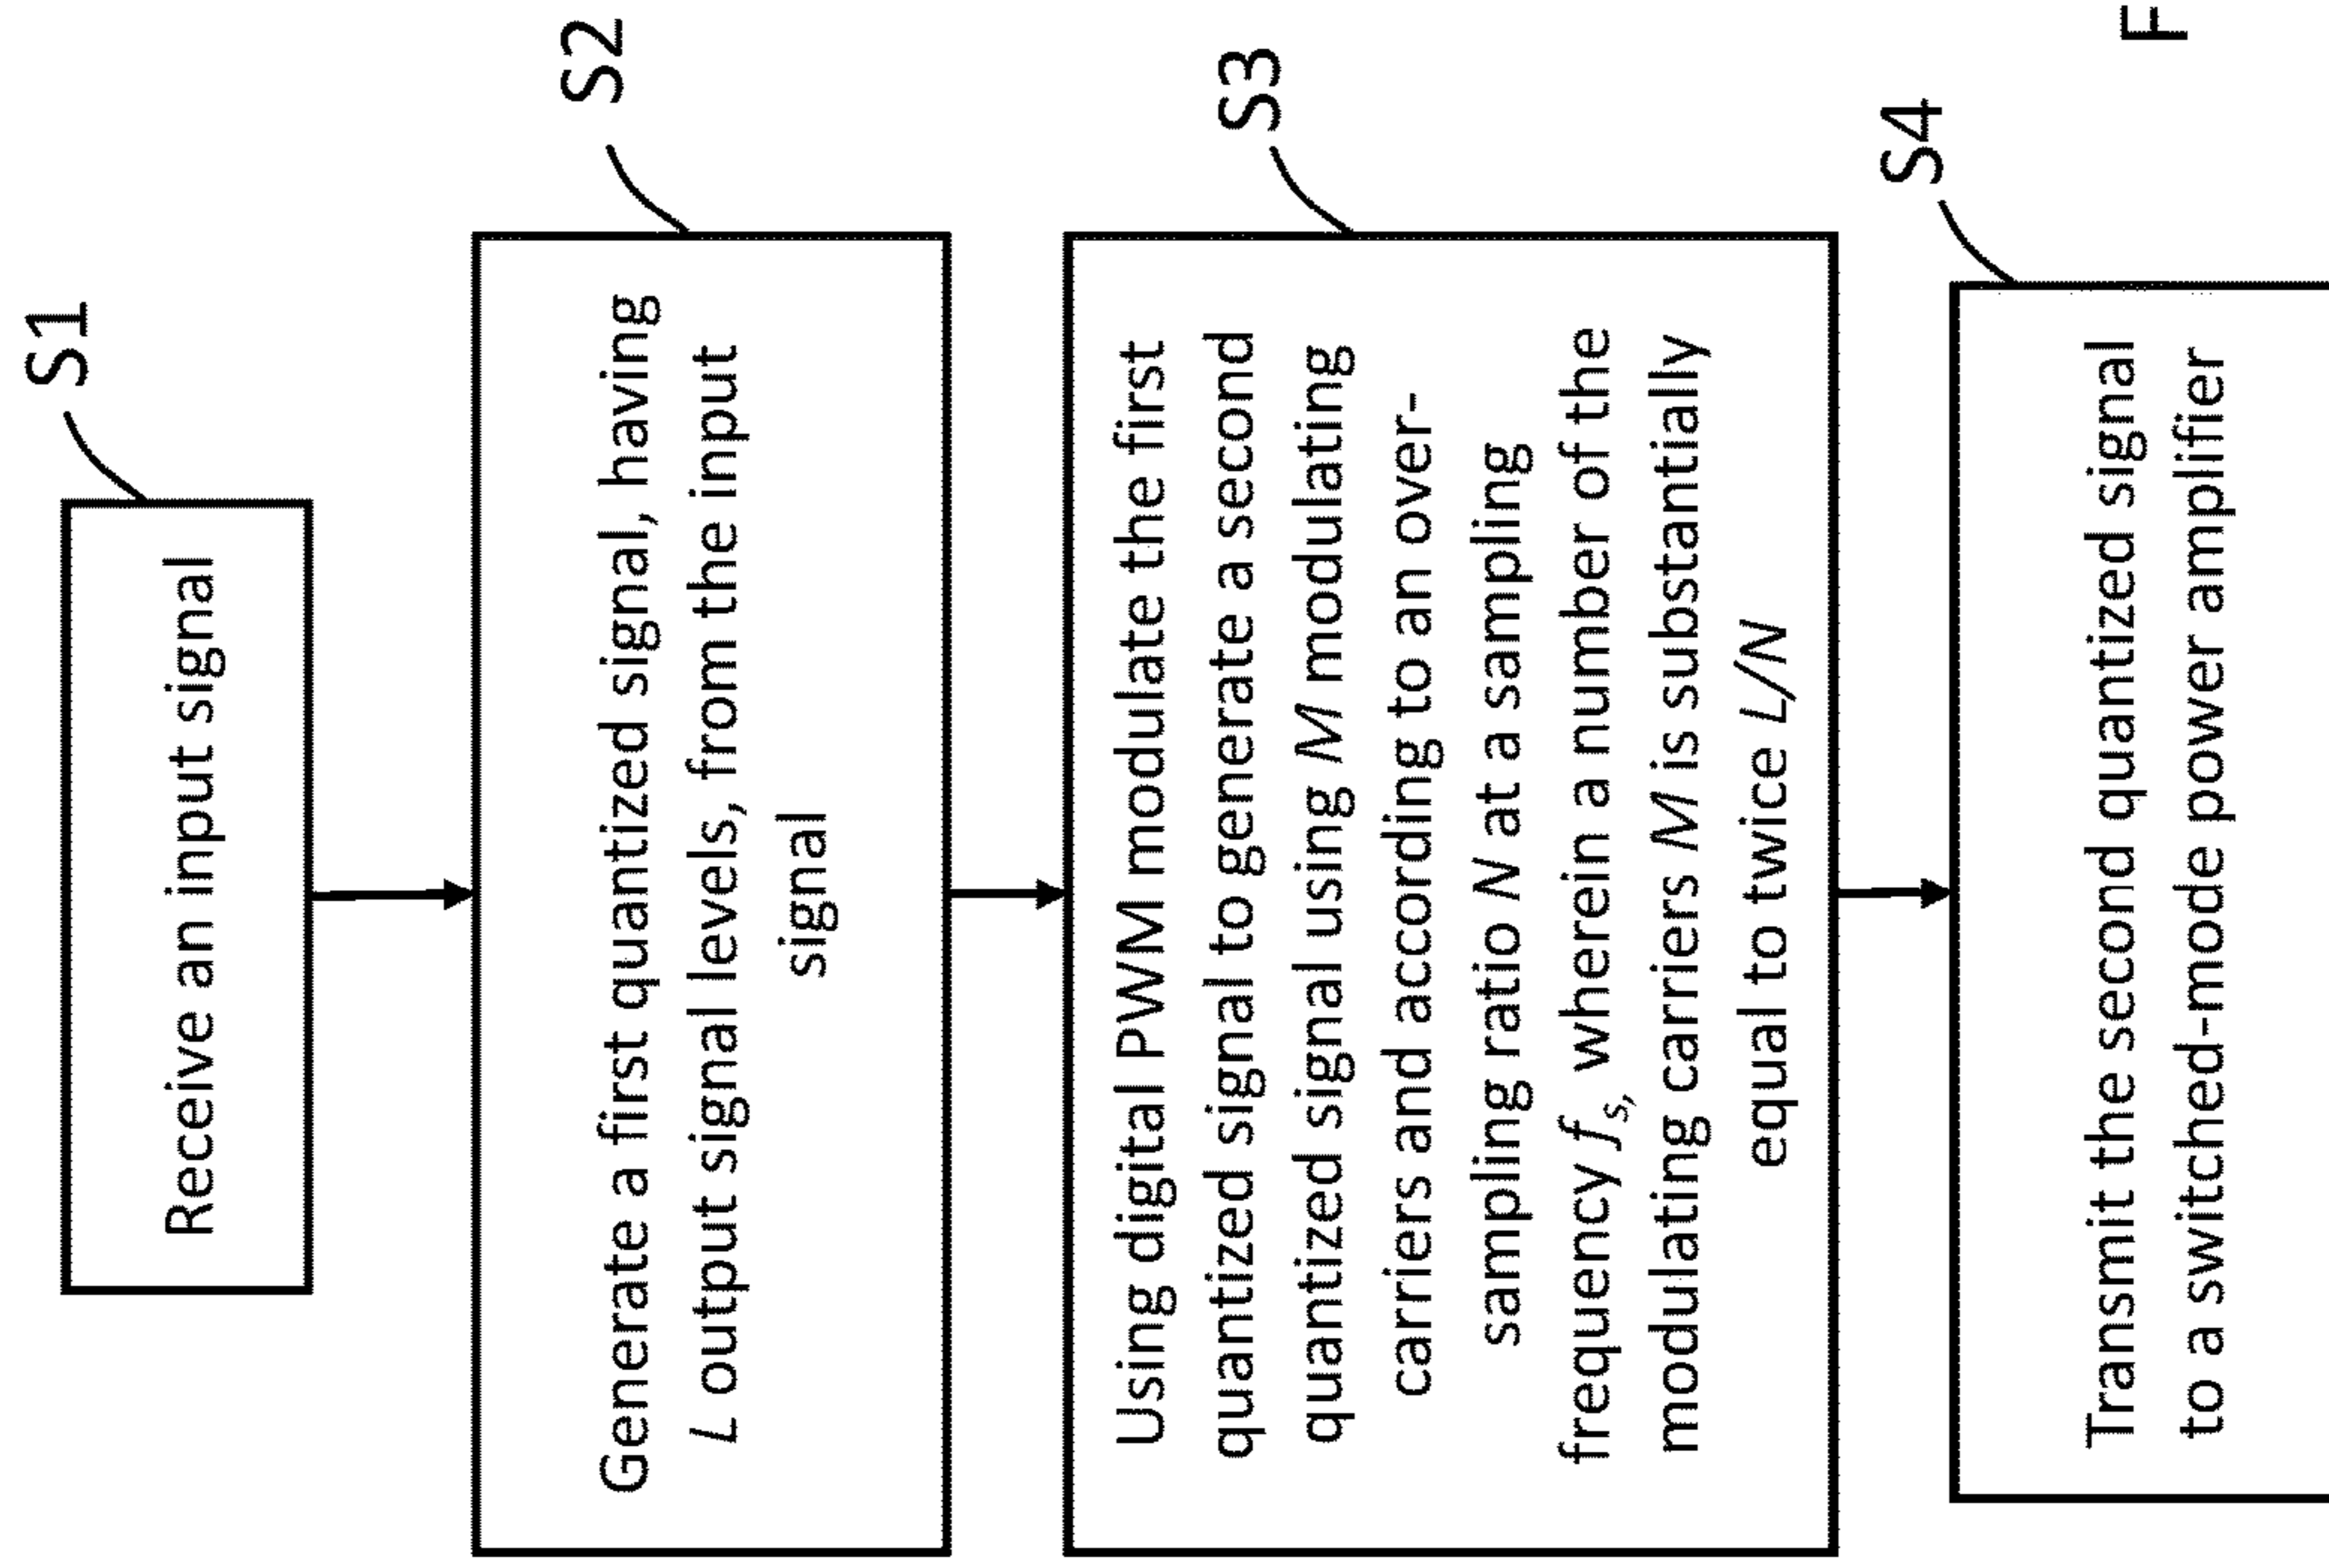 S1
Receive an input signal
S2
Generate a first quantized signal, having
L output signal levels, from the input
signal
S3
Using digital PWM modulate the first
quantized signal to generate a second
quantized signal using M modulating
carriers and according to an over-
sampling ratio N at a sampling
frequency fs, wherein a number of the
modulating carriers M is substantially
equal to twice L/N
S4
Transmit the second quantized signal
to a switched-mode power amplifier
F